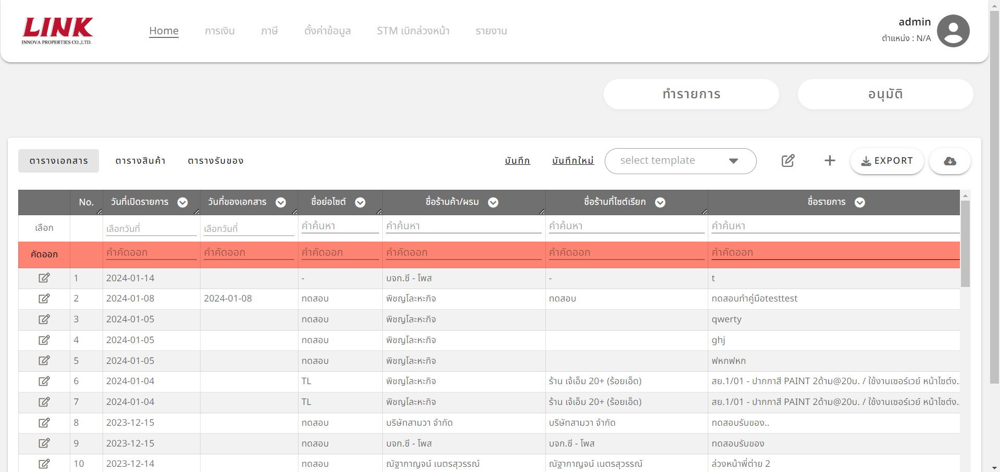 LINK
INNOVA PROPERTIES CO.,LTD.
Home การเงิน ภาษี ตั้งค่าข้อมูล STM เบิกล่วงหน้า รายงาน
admin
ตำแหน่ง : N/A
ทำรายการ อนุมัติ
ตารางเอกสาร ตารางสินค้า ตารางรับของ บันทึก บันทึกใหม่ select template EXPORT
No. วันที่เปิดรายการ วันที่ของเอกสาร ชื่อย่อไซต์ ชื่อร้านค้า/ผรม ชื่อร้านที่ไซต์เรียก ชื่อรายการ
เลือก เลือกวันที่ เลือกวันที่ คำค้นหา คำค้นหา คำค้นหา คำค้นหา
คัดออก คำคัดออก คำคัดออก คำคัดออก คำคัดออก คำคัดออก คำคัดออก
1 2024-01-14 - บจก.ซี - โพส - t
2 2024-01-08 2024-01-08 ทดสอบ พิชญโลหะกิจ ทดสอบ ทดสอบทำคู่มือtesttest
3 2024-01-05 ทดสอบ พิชญโลหะกิจ qwerty
4 2024-01-05 ทดสอบ พิชญโลหะกิจ ghj
5 2024-01-05 ทดสอบ พิชญโลหะกิจ ฟหกฟหก
6 2024-01-04 TL พิชญโลหะกิจ ร้าน เจ้เอ็ม 20+ (ร้อยเอ็ด) สย.1/01 - ปากกาสี PAINT 2ด้าม@20บ. / ใช้งานเซอร์เวย์ หน้าไซต์ง..
7 2024-01-04 TL พิชญโลหะกิจ ร้าน เจ้เอ็ม 20+ (ร้อยเอ็ด) สย.1/01 - ปากกาสี PAINT 2ด้าม@20บ. / ใช้งานเซอร์เวย์ หน้าไซต์ง..
8 2023-12-15 ทดสอบ บริษัทสามวา จำกัด บริษัทสามวา จำกัด ทดสอบรับของ..
9 2023-12-15 ทดสอบ บจก.ซี - โพส บจก.ซี - โพส ทดสอบรับของ
10 2023-12-14 ทดสอบ ณัฐากาญจน์ เนตรสุวรรณ์ ณัฐากาญจน์ เนตรสุวรรณ์ ล่วงหน้าพี่ต่าย 2